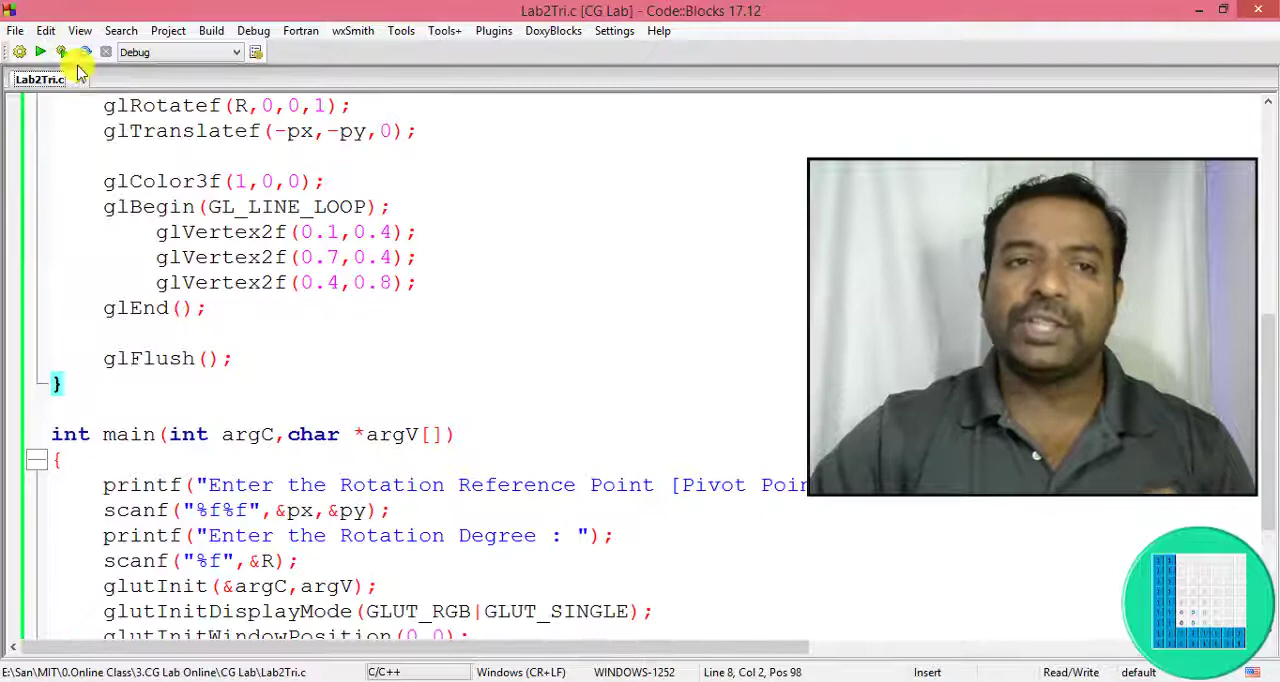 Lab2Tri.c [CG Lab] - Code::Blocks 17.12
File Edit View Search Project Build Debug Fortran wxSmith Tools Tools+ Plugins DoxyBlocks Settings Help
Debug
Lab2Tri.c
glRotatef(R,0,0,1);
glTranslatef(-px,-py,0);
glColor3f(1,0,0);
glBegin(GL_LINE_LOOP);
glVertex2f(0.1,0.4);
glVertex2f(0.7,0.4);
glVertex2f(0.4,0.8);
glEnd();
glFlush();
}
int main(int argC,char *argV[])
{
printf("Enter the Rotation Reference Point [Pivot Poin
scanf("%f%f",&px,&py);
printf("Enter the Rotation Degree : ");
scanf("%f",&R);
glutInit(&argC,argV);
glutInitDisplayMode(GLUT_RGB|GLUT_SINGLE);
glutInitWindowPosition(0,0);
E:\San\MIT\0.Online Class\3.CG Lab Online\CG Lab\Lab2Tri.c C/C++ Windows (CR+LF) WINDOWS-1252 Line 8, Col 2, Pos 98 Insert Read/Write default